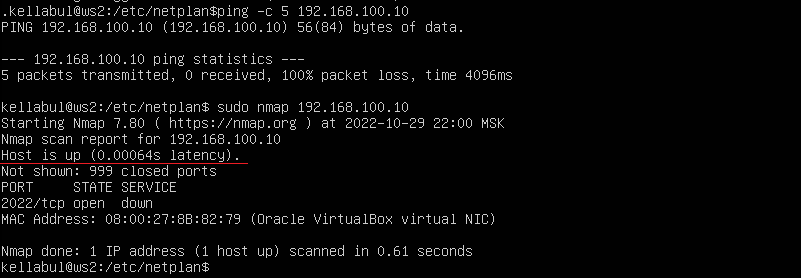 .kellabul@ws2:/etc/netplan$ping -c 5 192.168.100.10
PING 192.168.100.10 (192.168.100.10) 56(84) bytes of data.
--- 192.168.100.10 ping statistics ---
5 packets transmitted, 0 received, 100% packet loss, time 4096ms
kellabul@ws2:/etc/netplan$ sudo nmap 192.168.100.10
Starting Nmap 7.80 ( https://nmap.org ) at 2022-10-29 22:00 MSK
Nmap scan report for 192.168.100.10
Host is up (0.00064s latency).
Not shown: 999 closed ports
PORT     STATE SERVICE
2022/tcp open  down
MAC Address: 08:00:27:8B:82:79 (Oracle VirtualBox virtual NIC)
Nmap done: 1 IP address (1 host up) scanned in 0.61 seconds
kellabul@ws2:/etc/netplan$